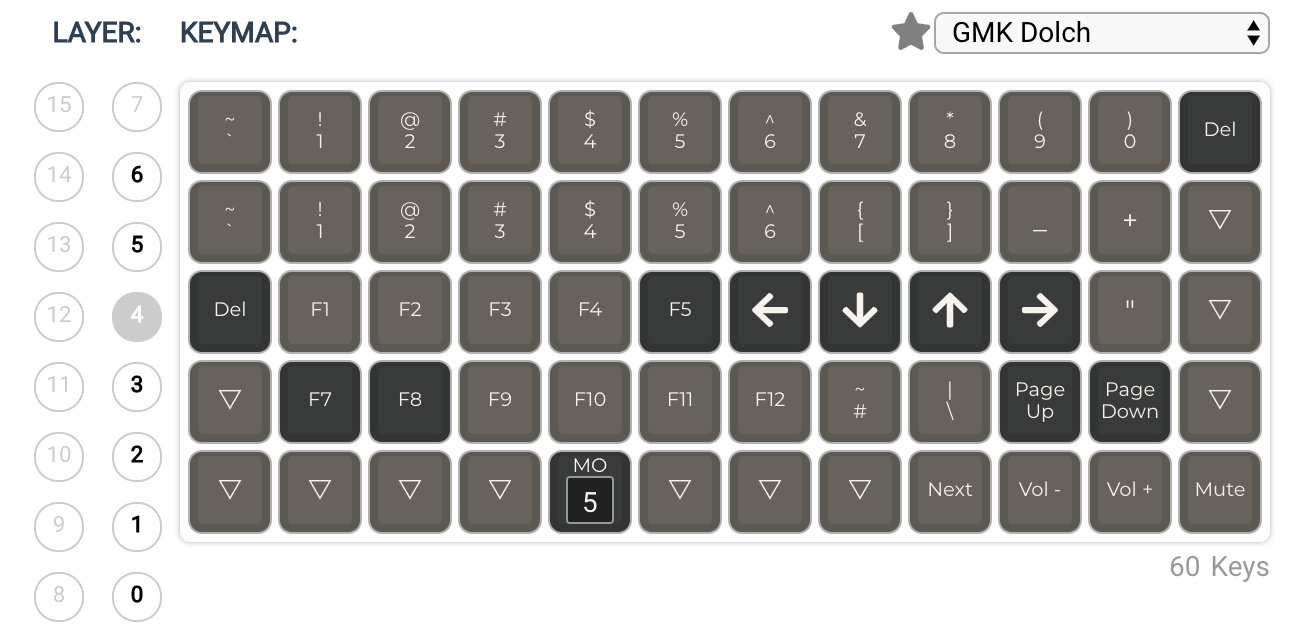 LAYER: KEYMAP: GMK Dolch
15 7 ~ ! @ # $ % ^ & * ( ) Del
` 1 2 3 4 5 6 7 8 9 0
14 6 ~ ! @ # $ % ^ { } _ +
` 1 2 3 4 5 6 [ ]
13 5
12 4 Del F1 F2 F3 F4 F5 ← ↓ ↑ → "
11 3 F7 F8 F9 F10 F11 F12 ~ | Page Page
# \ Up Down
10 2 MO
9 1 5 Next Vol - Vol + Mute
60 Keys
8 0